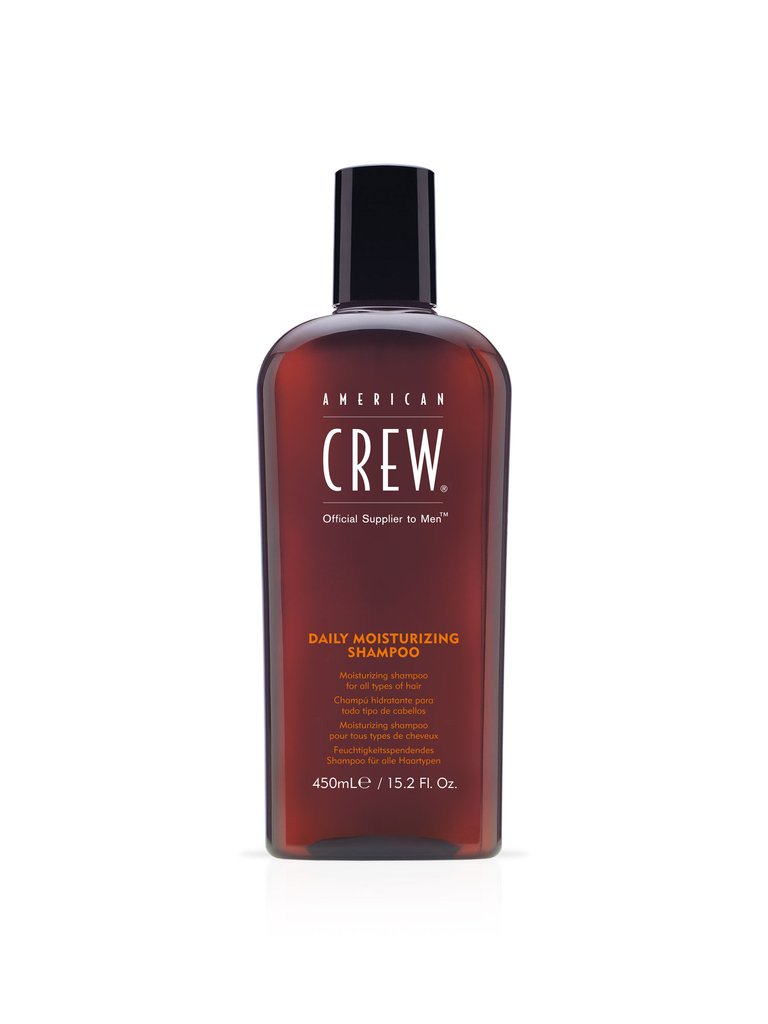 AMERICAN
CREW®
Official Supplier to Men™
DAILY MOISTURIZING
SHAMPOO
Moisturizing shampoo
for all types of hair
Champú hidratante para
todo tipo de cabellos
Moisturizing shampoo
pour tous types de cheveux
Feuchtigkeitsspendendes
Shampoo für alle Haartypen
450mL℮ / 15.2 Fl. Oz.